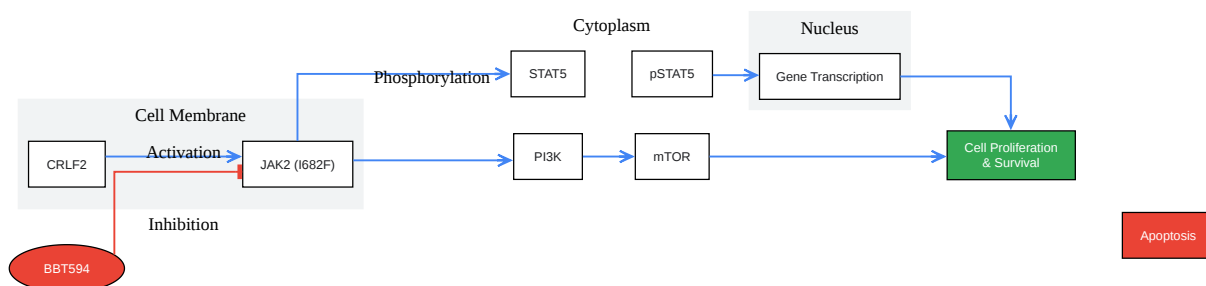 Cytoplasm
Nucleus
Phosphorylation
STAT5
pSTAT5
Gene Transcription
Cell Membrane
CRLF2
Activation
JAK2 (I682F)
PI3K
mTOR
Cell Proliferation
& Survival
Inhibition
BBT594
Apoptosis